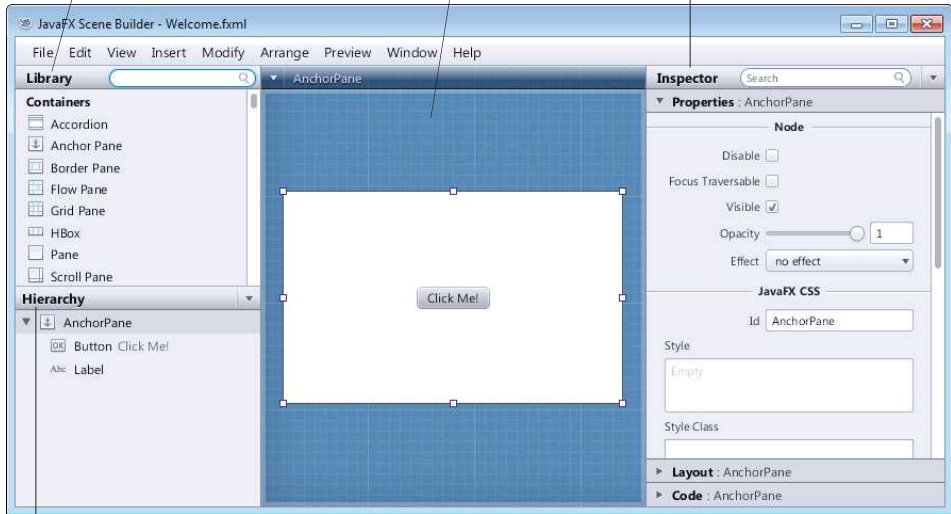 JavaFX Scene Builder - Welcome.fxml
File Edit View Insert Modify Arrange Preview Window Help
Library
AnchorPane
Inspector Search
Containers
Accordion
Anchor Pane
Border Pane
Flow Pane
Grid Pane
HBox
Pane
Scroll Pane
Hierarchy
AnchorPane
OK Button Click Me!
Abc Label
Click Me!
Properties : AnchorPane
Node
Disable
Focus Traversable
Visible
Opacity 1
Effect no effect
JavaFX CSS
Id AnchorPane
Style
Empty
Style Class
Layout : AnchorPane
Code : AnchorPane